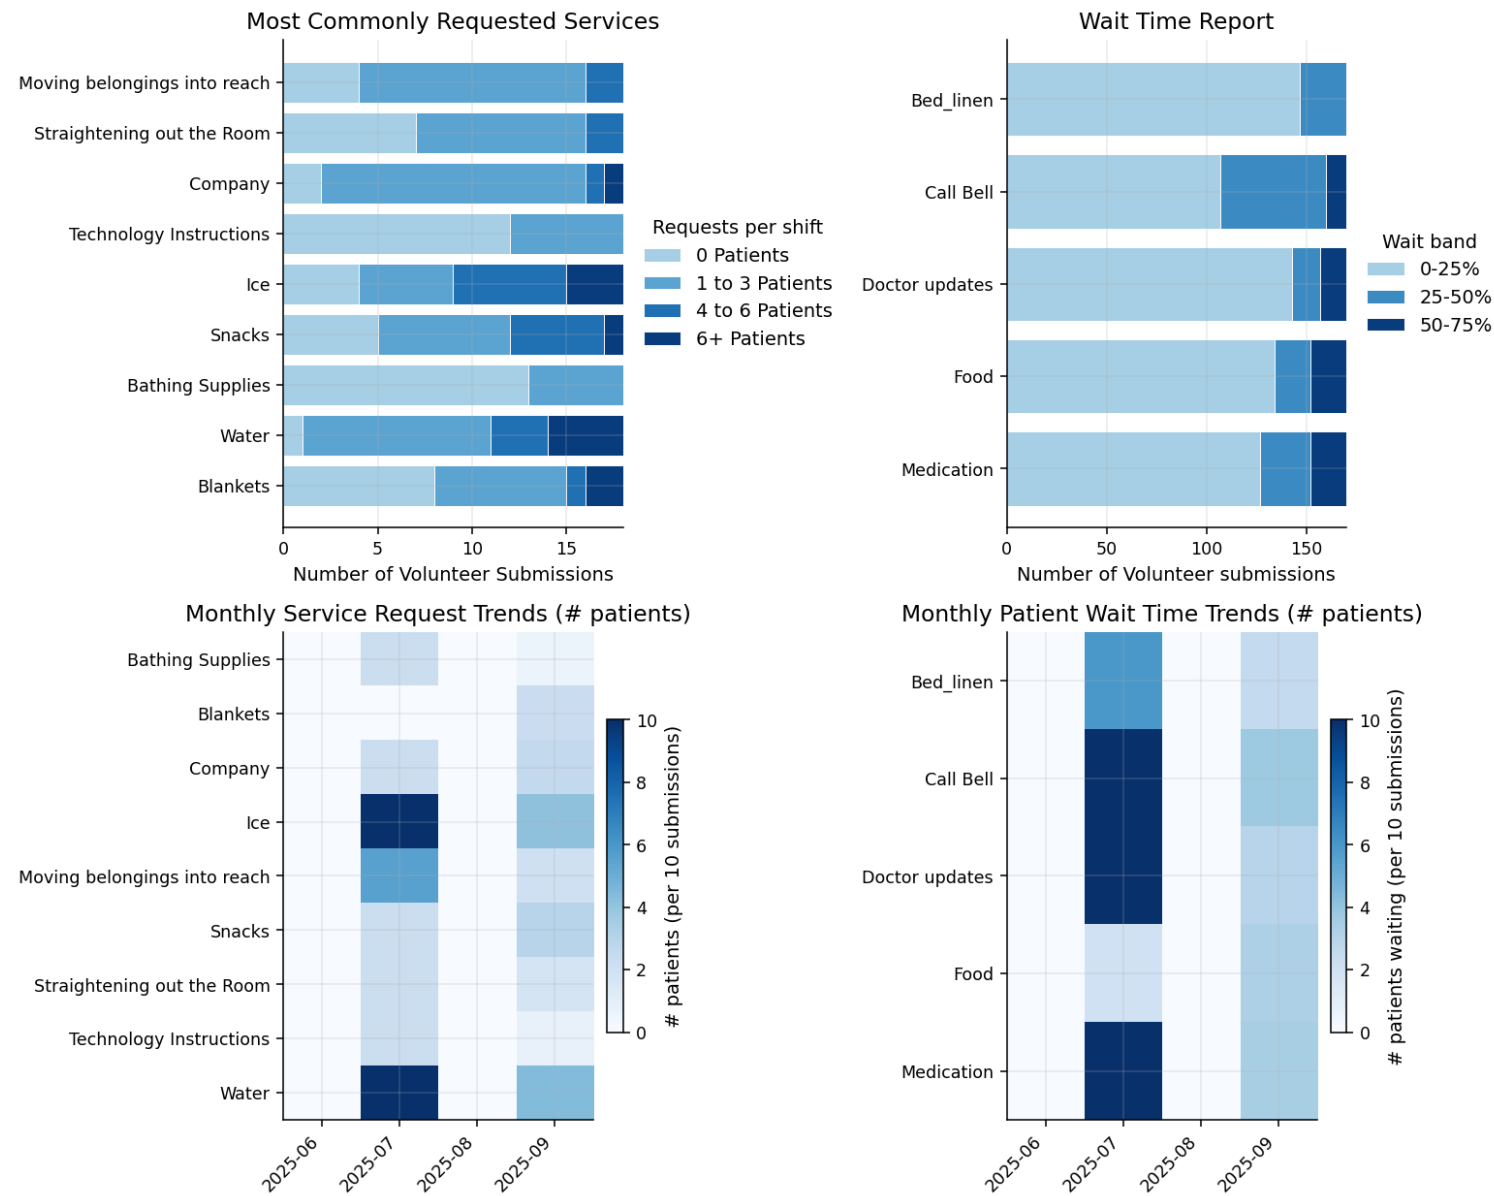 Most Commonly Requested Services
Moving belongings into reach
Straightening out the Room
Company
Technology Instructions
Ice
Snacks
Bathing Supplies
Water
Blankets
0 5 10 15
Number of Volunteer Submissions
Requests per shift
0 Patients
1 to 3 Patients
4 to 6 Patients
6+ Patients
Wait Time Report
Bed_linen
Call Bell
Doctor updates
Food
Medication
0 50 100 150
Number of Volunteer submissions
Wait band
0-25%
25-50%
50-75%
Monthly Service Request Trends (# patients)
Bathing Supplies
Blankets
Company
Ice
Moving belongings into reach
Snacks
Straightening out the Room
Technology Instructions
Water
2025-06 2025-07 2025-08 2025-09
10
8
6
4
2
0
# patients (per 10 submissions)
Monthly Patient Wait Time Trends (# patients)
Bed_linen
Call Bell
Doctor updates
Food
Medication
2025-06 2025-07 2025-08 2025-09
10
8
6
4
2
0
# patients waiting (per 10 submissions)